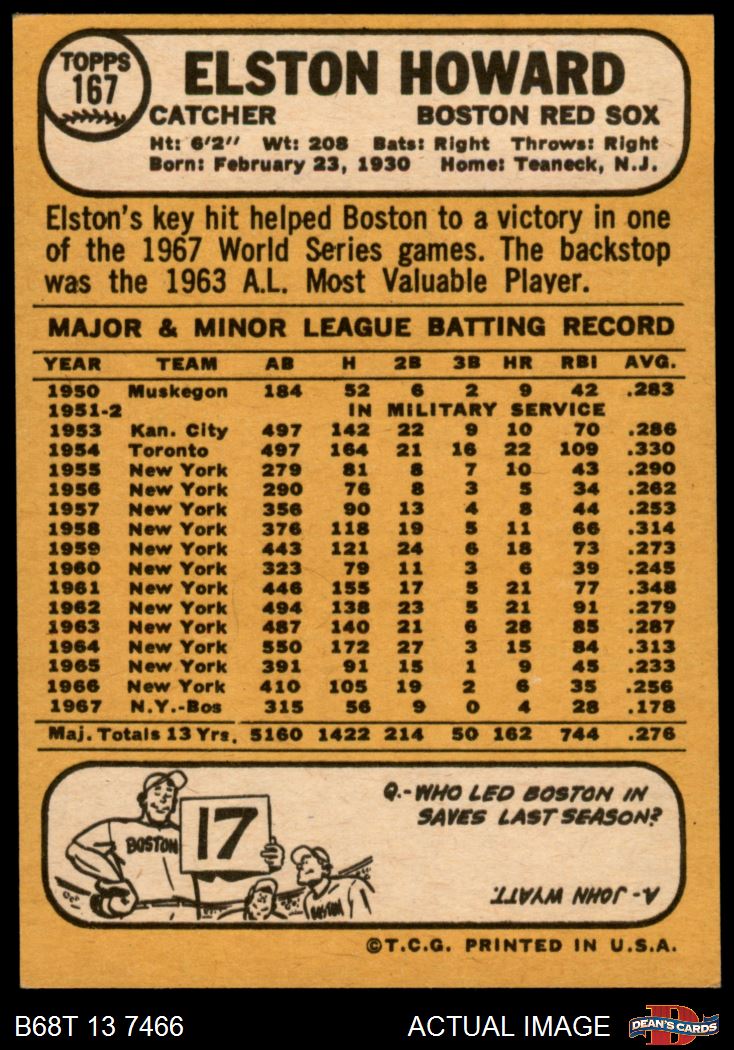 TOPPS
167
ELSTON HOWARD
CATCHER BOSTON RED SOX
Ht: 6'2" Wt: 208 Bats: Right Throws: Right
Born: February 23, 1930 Home: Teaneck, N.J.
Elston's key hit helped Boston to a victory in one
of the 1967 World Series games. The backstop
was the 1963 A.L. Most Valuable Player.
MAJOR & MINOR LEAGUE BATTING RECORD
YEAR TEAM AB H 2B 3B HR RBI AVG.
1950 Muskegon 184 52 6 2 9 42 .283
1951-2 IN MILITARY SERVICE
1953 Kan. City 497 142 22 9 10 70 .286
1954 Toronto 497 164 21 16 22 109 .330
1955 New York 279 81 8 7 10 43 .290
1956 New York 290 76 8 3 5 34 .262
1957 New York 356 90 13 4 8 44 .253
1958 New York 376 118 19 5 11 66 .314
1959 New York 443 121 24 6 18 73 .273
1960 New York 323 79 11 3 6 39 .245
1961 New York 446 155 17 5 21 77 .348
1962 New York 494 138 23 5 21 91 .279
1963 New York 487 140 21 6 28 85 .287
1964 New York 550 172 27 3 15 84 .313
1965 New York 391 91 15 1 9 45 .233
1966 New York 410 105 19 2 6 35 .256
1967 N.Y.-Bos 315 56 9 0 4 28 .178
Maj. Totals 13 Yrs. 5160 1422 214 50 162 744 .276
Q.-WHO LED BOSTON IN
SAVES LAST SEASON?
17
BOSTON
BOSTON
A.- JOHN WYATT.
©T.C.G. PRINTED IN U.S.A.
B68T 13 7466 ACTUAL IMAGE
D
DEAN'S CARDS